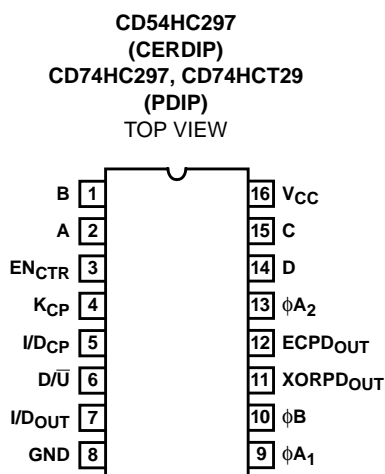 CD54HC297
(CERDIP)
CD74HC297, CD74HCT29
(PDIP)
TOP VIEW
B 1 16 VCC
A 2 15 C
ENCTR 3 14 D
KCP 4 13 ϕA2
I/DCP 5 12 ECPDOUT
D/U̅ 6 11 XORPDOUT
I/DOUT 7 10 ϕB
GND 8 9 ϕA1